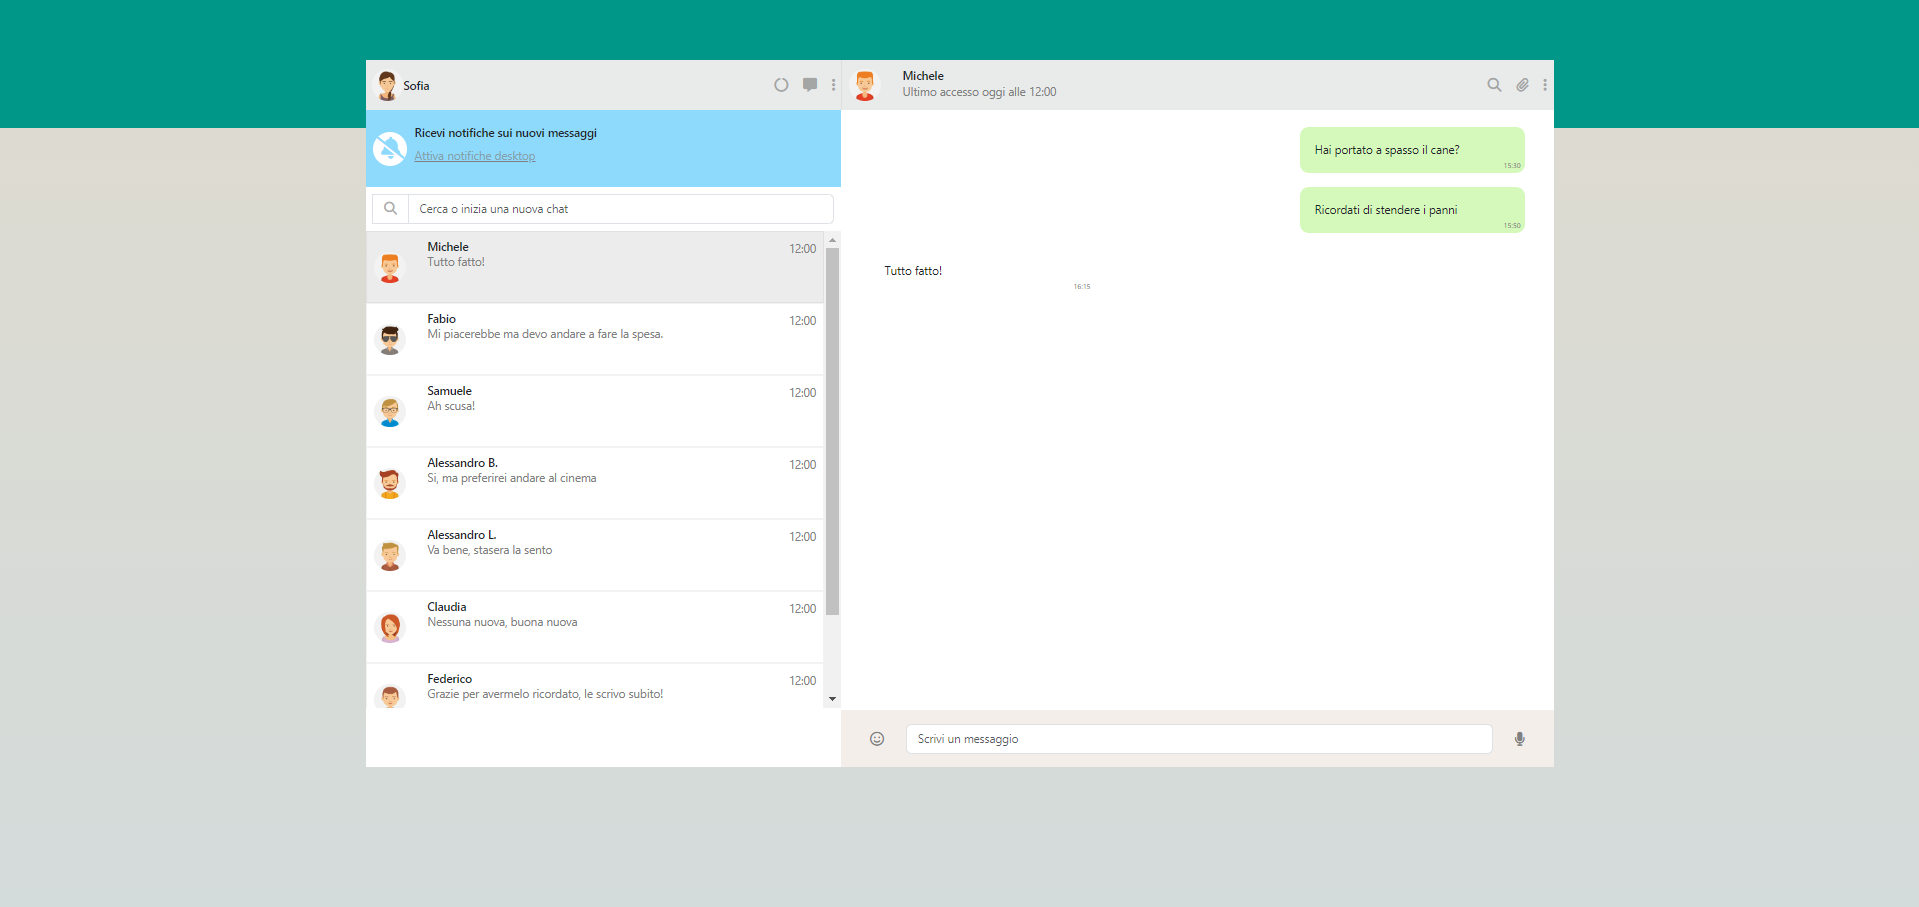 Sofia
Ricevi notifiche sui nuovi messaggi
Attiva notifiche desktop
Cerca o inizia una nuova chat
Michele 12:00
Tutto fatto!
Fabio 12:00
Mi piacerebbe ma devo andare a fare la spesa.
Samuele 12:00
Ah scusa!
Alessandro B. 12:00
Si, ma preferirei andare al cinema
Alessandro L. 12:00
Va bene, stasera la sento
Claudia 12:00
Nessuna nuova, buona nuova
Federico 12:00
Grazie per avermelo ricordato, le scrivo subito!
Michele
Ultimo accesso oggi alle 12:00
Hai portato a spasso il cane?
15:30
Ricordati di stendere i panni
15:50
Tutto fatto!
16:15
Scrivi un messaggio